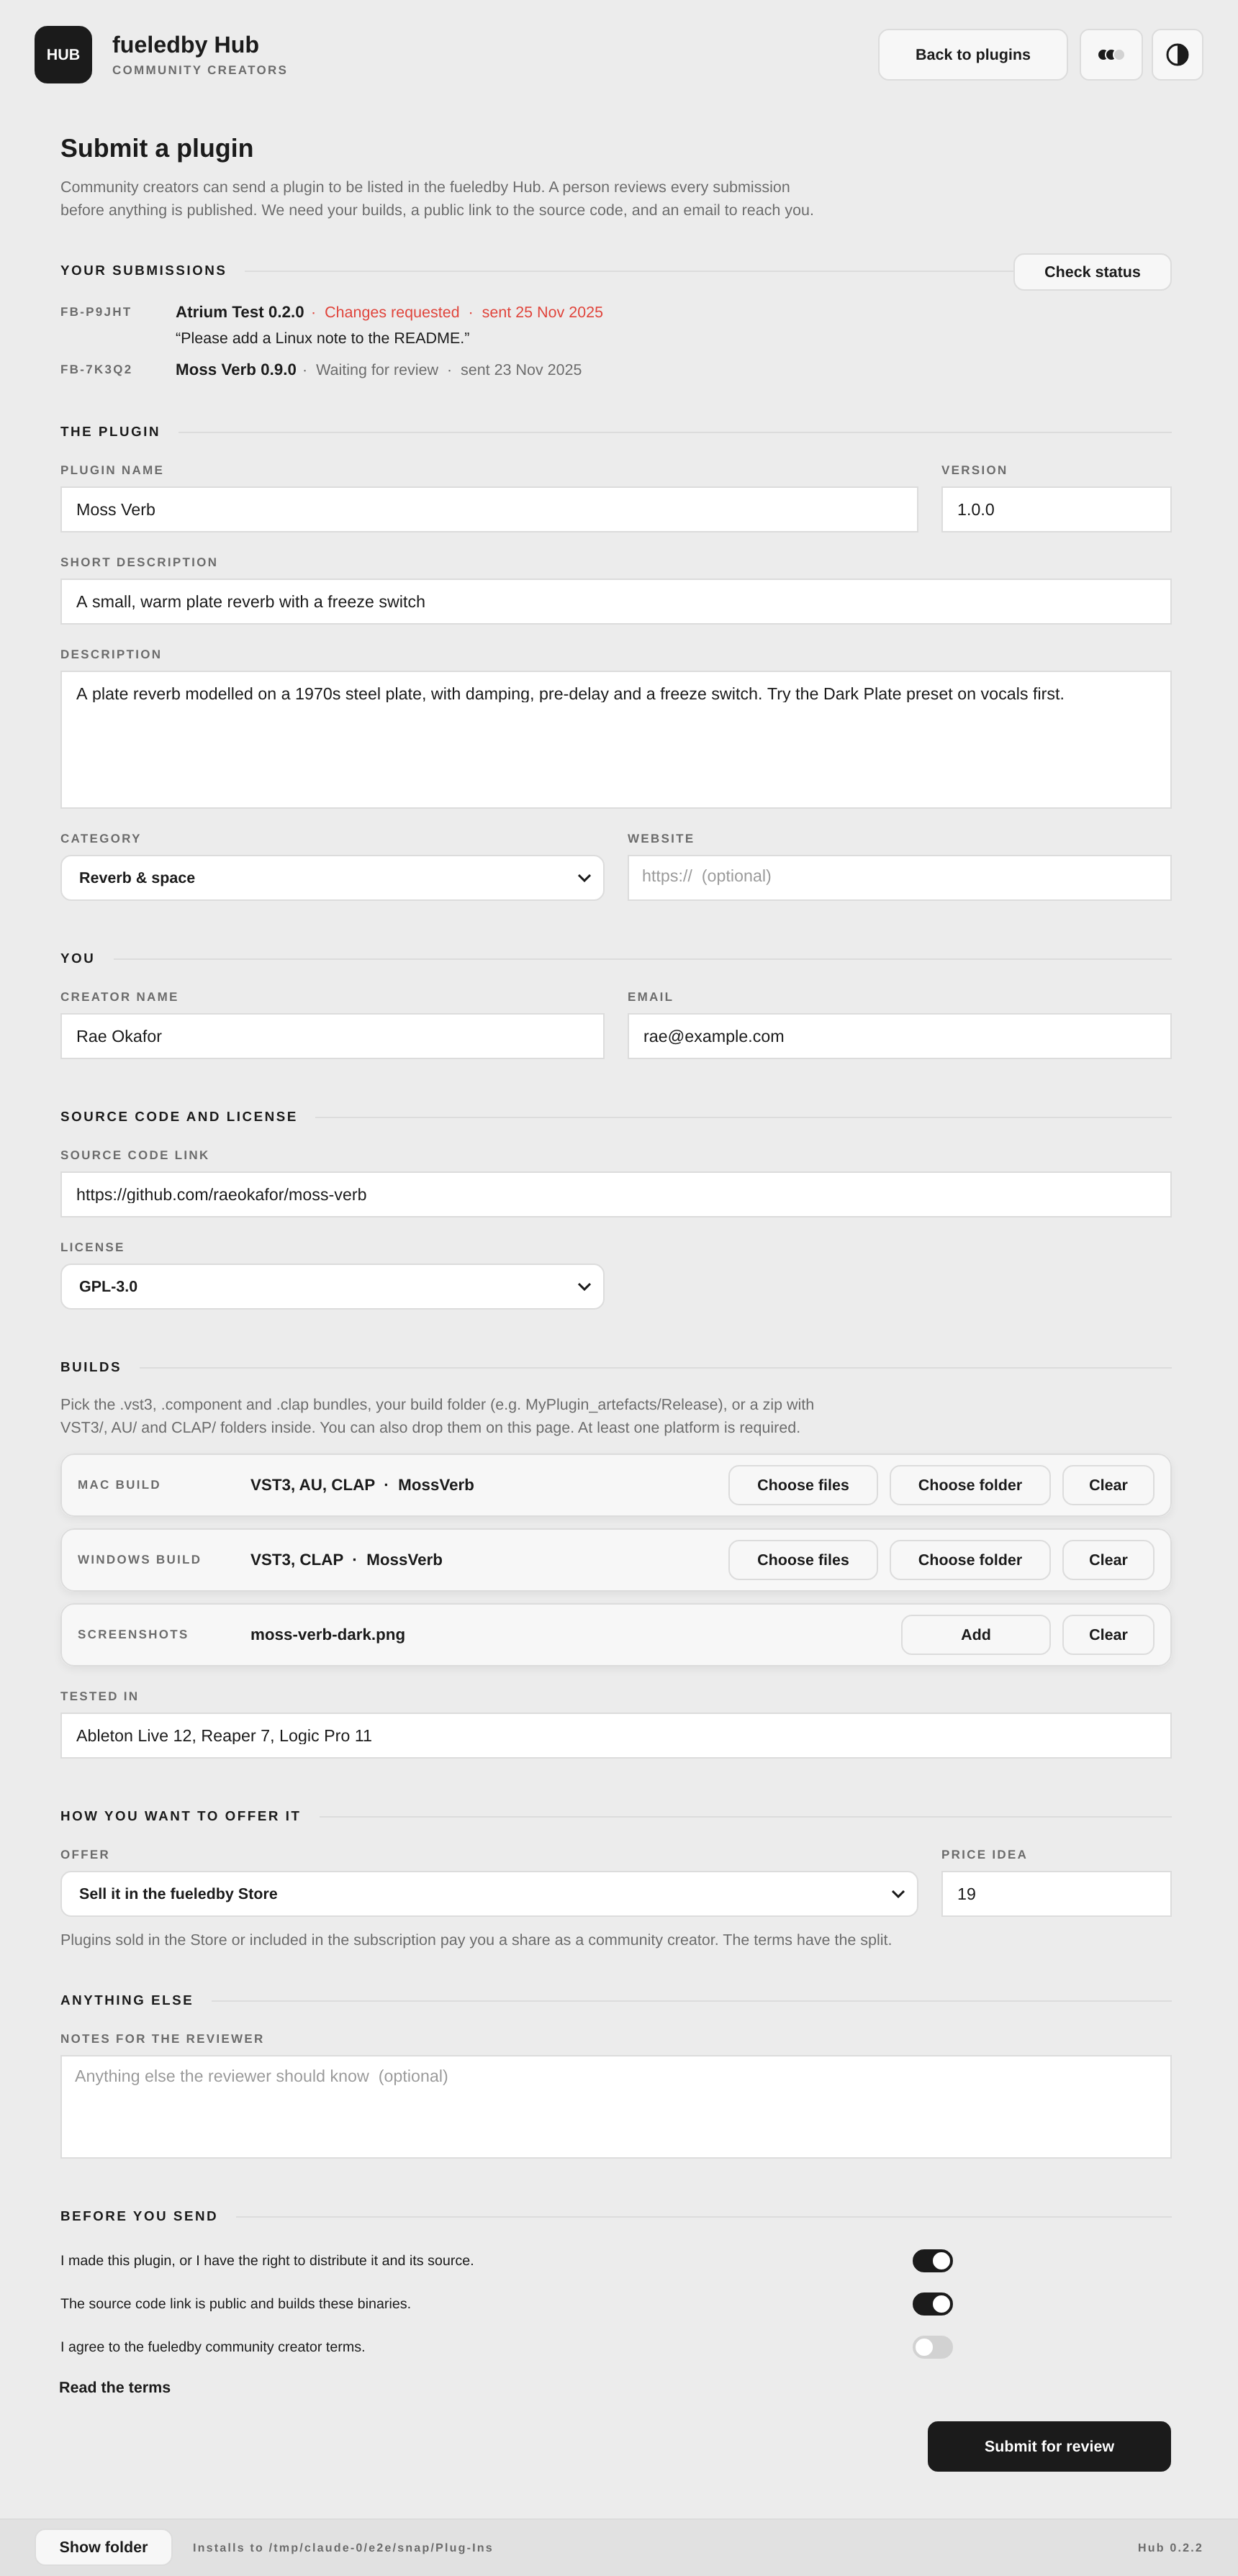 HUB
fueledby Hub
COMMUNITY CREATORS
Back to plugins
Submit a plugin
Community creators can send a plugin to be listed in the fueledby Hub. A person reviews every submission
before anything is published. We need your builds, a public link to the source code, and an email to reach you.
YOUR SUBMISSIONS
Check status
FB-P9JHT Atrium Test 0.2.0 · Changes requested · sent 25 Nov 2025
“Please add a Linux note to the README.”
FB-7K3Q2 Moss Verb 0.9.0 · Waiting for review · sent 23 Nov 2025
THE PLUGIN
PLUGIN NAME VERSION
Moss Verb 1.0.0
SHORT DESCRIPTION
A small, warm plate reverb with a freeze switch
DESCRIPTION
A plate reverb modelled on a 1970s steel plate, with damping, pre-delay and a freeze switch. Try the Dark Plate preset on vocals first.
CATEGORY WEBSITE
Reverb & space https:// (optional)
YOU
CREATOR NAME EMAIL
Rae Okafor rae@example.com
SOURCE CODE AND LICENSE
SOURCE CODE LINK
https://github.com/raeokafor/moss-verb
LICENSE
GPL-3.0
BUILDS
Pick the .vst3, .component and .clap bundles, your build folder (e.g. MyPlugin_artefacts/Release), or a zip with
VST3/, AU/ and CLAP/ folders inside. You can also drop them on this page. At least one platform is required.
MAC BUILD VST3, AU, CLAP · MossVerb Choose files Choose folder Clear
WINDOWS BUILD VST3, CLAP · MossVerb Choose files Choose folder Clear
SCREENSHOTS moss-verb-dark.png Add Clear
TESTED IN
Ableton Live 12, Reaper 7, Logic Pro 11
HOW YOU WANT TO OFFER IT
OFFER PRICE IDEA
Sell it in the fueledby Store 19
Plugins sold in the Store or included in the subscription pay you a share as a community creator. The terms have the split.
ANYTHING ELSE
NOTES FOR THE REVIEWER
Anything else the reviewer should know (optional)
BEFORE YOU SEND
I made this plugin, or I have the right to distribute it and its source.
The source code link is public and builds these binaries.
I agree to the fueledby community creator terms.
Read the terms
Submit for review
Show folder Installs to /tmp/claude-0/e2e/snap/Plug-Ins Hub 0.2.2